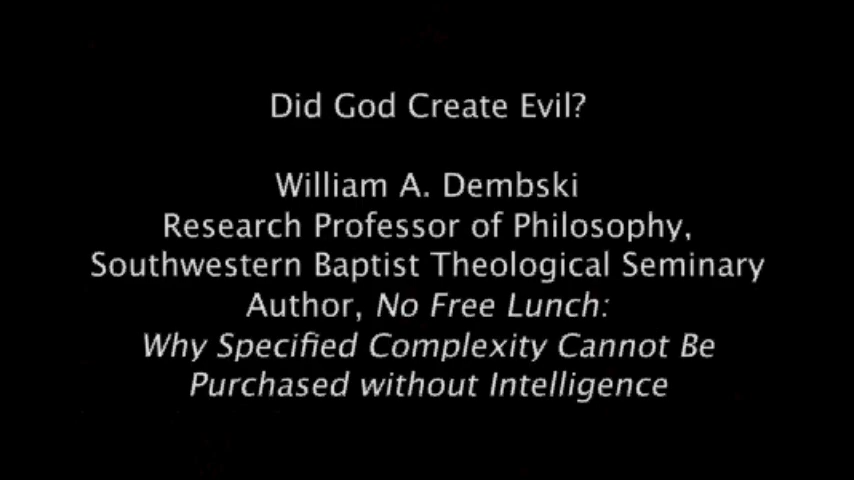 Did God Create Evil?
William A. Dembski
Research Professor of Philosophy,
Southwestern Baptist Theological Seminary
Author, No Free Lunch:
Why Specified Complexity Cannot Be
Purchased without Intelligence